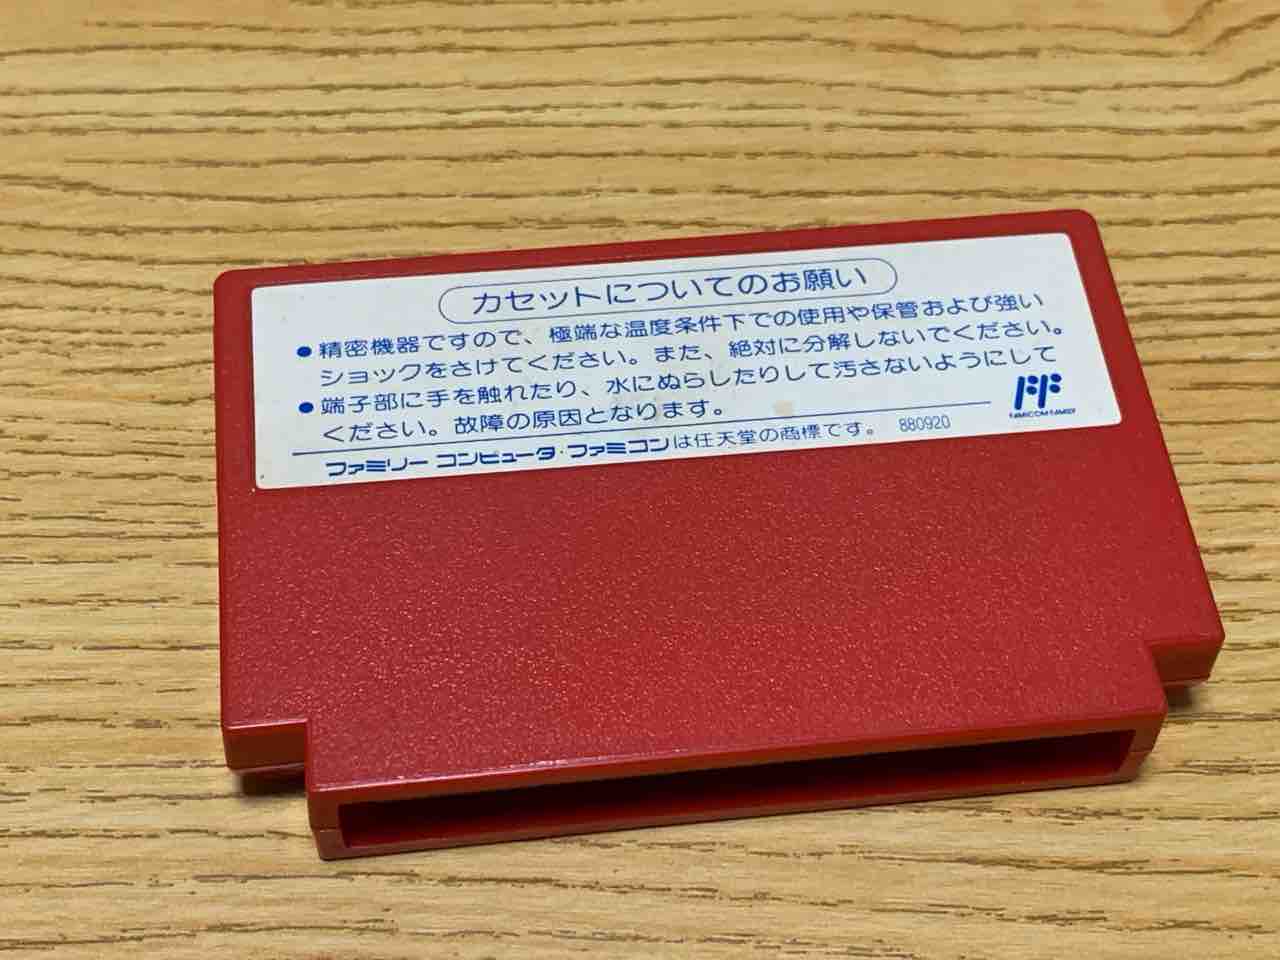 カセットについてのお願い
●精密機器ですので、極端な温度条件下での使用や保管および強い
ショックをさけてください。また、絶対に分解しないでください。
●端子部に手を触れたり、水にぬらしたりして汚さないようにして
ください。故障の原因となります。
FAMICOM FAMILY
ファミリー コンピュータ・ファミコンは任天堂の商標です。 880920